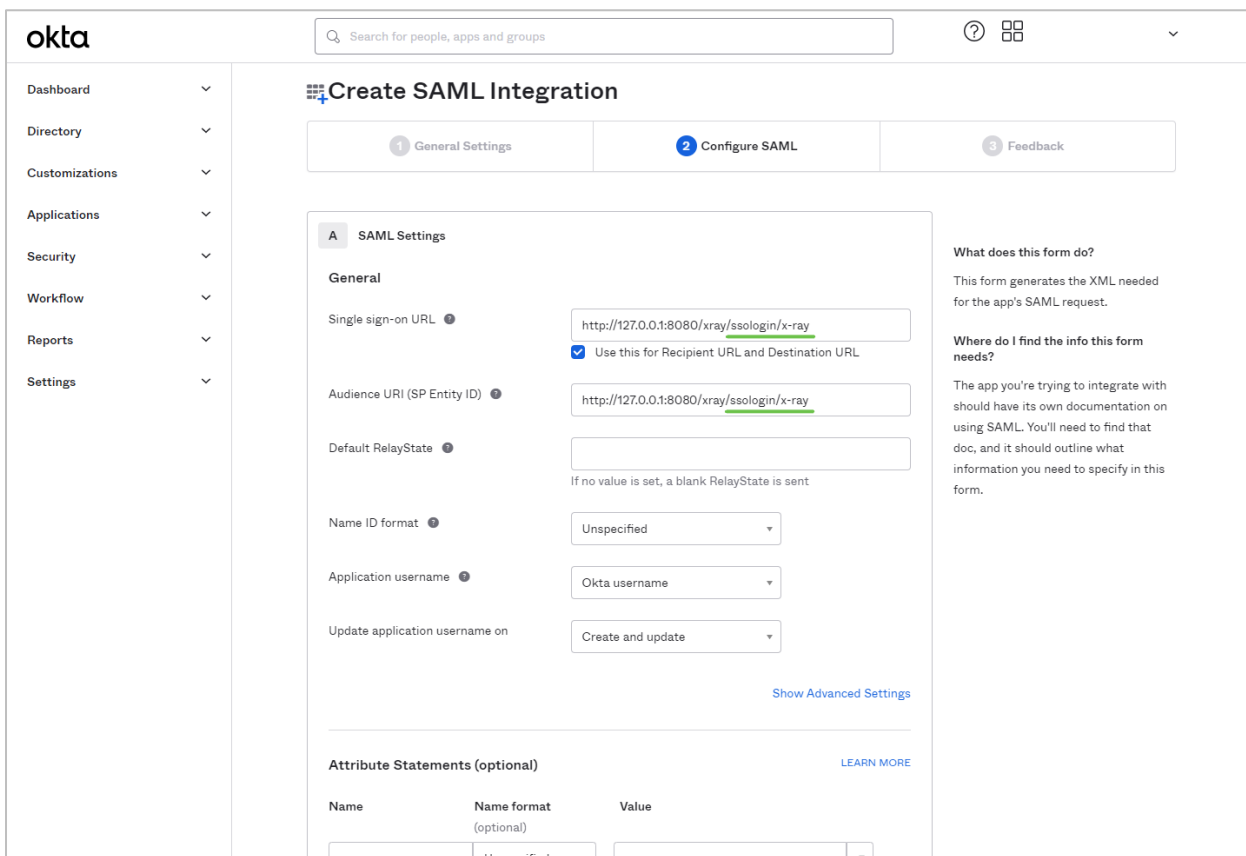 okta
Search for people, apps and groups
Dashboard
Directory
Customizations
Applications
Security
Workflow
Reports
Settings
Create SAML Integration
1 General Settings
2 Configure SAML
3 Feedback
A SAML Settings
General
Single sign-on URL
http://127.0.0.1:8080/xray/ssologin/x-ray
Use this for Recipient URL and Destination URL
Audience URI (SP Entity ID)
http://127.0.0.1:8080/xray/ssologin/x-ray
Default RelayState
If no value is set, a blank RelayState is sent
Name ID format
Unspecified
Application username
Okta username
Update application username on
Create and update
Show Advanced Settings
Attribute Statements (optional)
LEARN MORE
Name
Name format
(optional)
Value
What does this form do?
This form generates the XML needed
for the app's SAML request.
Where do I find the info this form
needs?
The app you're trying to integrate with
should have its own documentation on
using SAML. You'll need to find that
doc, and it should outline what
information you need to specify in this
form.